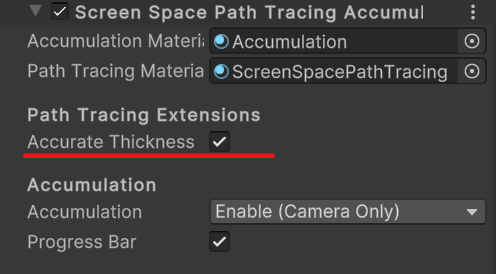 Screen Space Path Tracing Accumul
Accumulation Materia Accumulation
Path Tracing Materia ScreenSpacePathTracing
Path Tracing Extensions
Accurate Thickness
Accumulation
Accumulation Enable (Camera Only)
Progress Bar